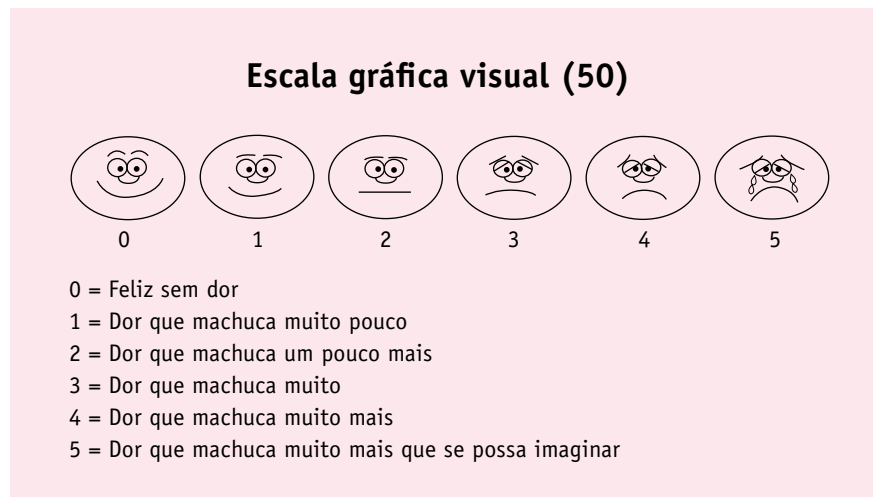 Escala gráfica visual (50)
0 1 2 3 4 5
0 = Feliz sem dor
1 = Dor que machuca muito pouco
2 = Dor que machuca um pouco mais
3 = Dor que machuca muito
4 = Dor que machuca muito mais
5 = Dor que machuca muito mais que se possa imaginar